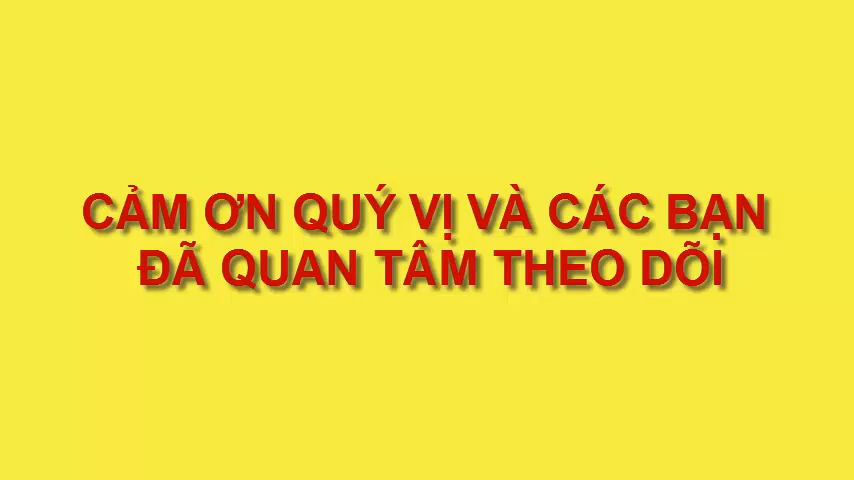 CẢM ƠN QUÝ VỊ VÀ CÁC BẠN
ĐÃ QUAN TÂM THEO DÕI